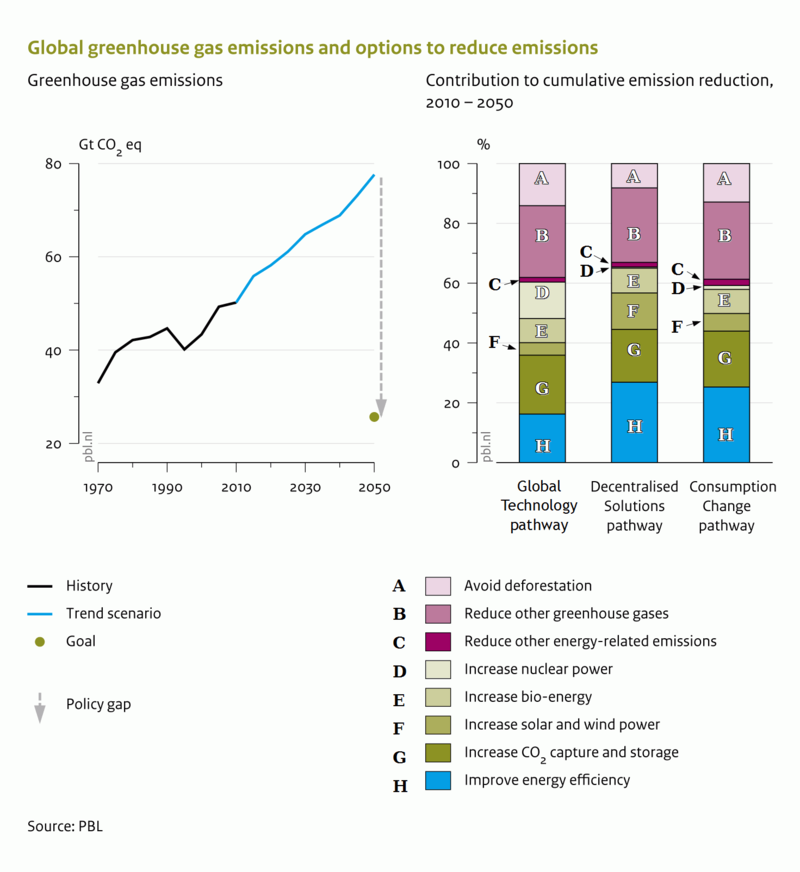 Global greenhouse gas emissions and options to reduce emissions
Greenhouse gas emissions
Gt CO2 eq
80
60
40
20
pbl.nl
1970 1990 2010 2030 2050
Contribution to cumulative emission reduction,
2010 – 2050
%
100
80
60
40
20
0
pbl.nl
A
B
C
D
E
F
G
H
A
B
C
D
E
F
G
H
A
B
C
D
E
F
G
H
Global
Technology
pathway
Decentralised
Solutions
pathway
Consumption
Change
pathway
History
Trend scenario
Goal
Policy gap
A Avoid deforestation
B Reduce other greenhouse gases
C Reduce other energy-related emissions
D Increase nuclear power
E Increase bio-energy
F Increase solar and wind power
G Increase CO2 capture and storage
H Improve energy efficiency
Source: PBL